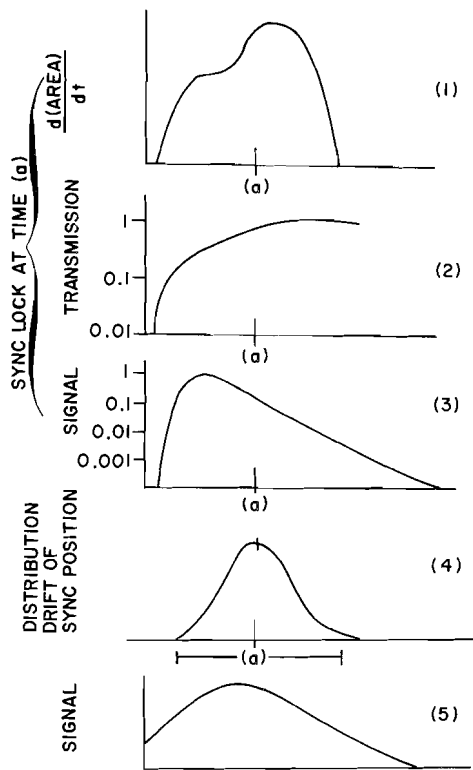 SYNC LOCK AT TIME (a)
d(AREA)
dt
(1)
(a)
TRANSMISSION
1
0.1
0.01
(2)
(a)
SIGNAL
1
0.1
0.01
0.001
(3)
(a)
DISTRIBUTION
DRIFT OF
SYNC POSITION
(4)
(a)
SIGNAL
(5)